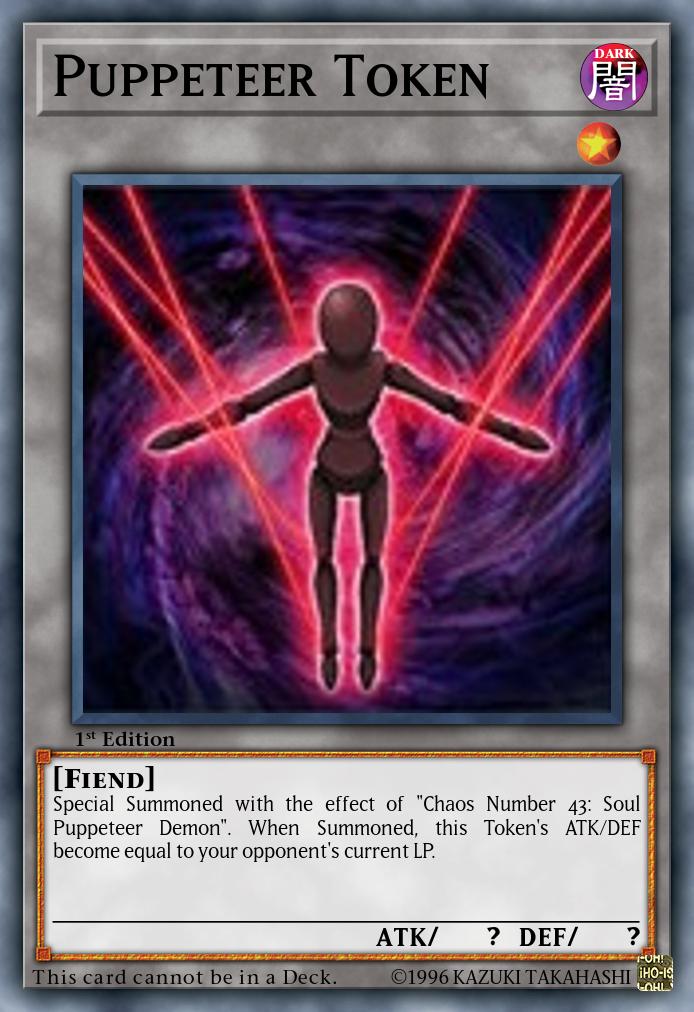 Puppeteer Token
DARK
闇
1st Edition
[Fiend]
Special Summoned with the effect of "Chaos Number 43: Soul
Puppeteer Demon". When Summoned, this Token's ATK/DEF
become equal to your opponent's current LP.
ATK/ ? DEF/ ?
This card cannot be in a Deck. ©1996 KAZUKI TAKAHASHI